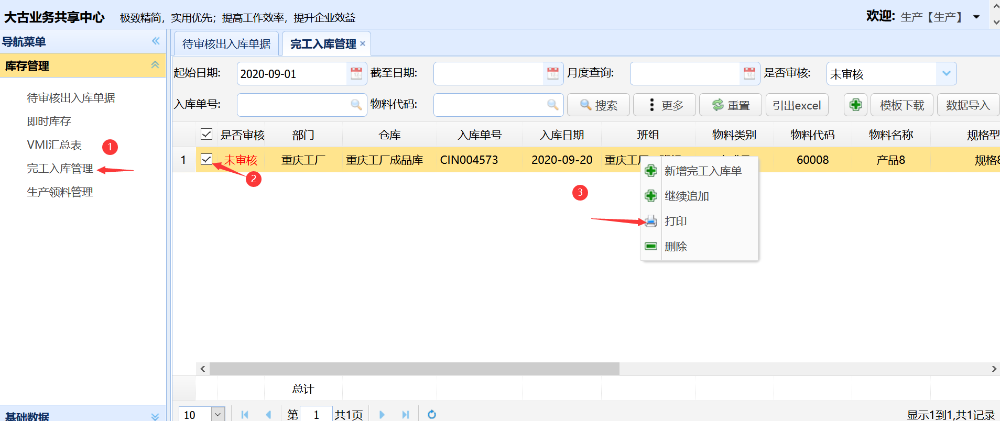 大古业务共享中心 极致精简，实用优先；提高工作效率，提升企业效益 欢迎: 生产【生产】
导航菜单
库存管理
待审核出入库单据
即时库存
VMI汇总表 1
完工入库管理
生产领料管理
基础数据
待审核出入库单据 完工入库管理 ×
起始日期: 2020-09-01 截至日期: 月度查询: 是否审核: 未审核
入库单号: 物料代码: 搜索 更多 重置 引出excel 模板下载 数据导入
是否审核 部门 仓库 入库单号 入库日期 班组 物料类别 物料代码 物料名称 规格型
1 未审核 重庆工厂 重庆工厂成品库 CIN004573 2020-09-20 重庆工厂 60008 产品8 规格8
2
3
新增完工入库单
继续追加
打印
删除
总计
10 第 1 共1页 显示1到1,共1记录